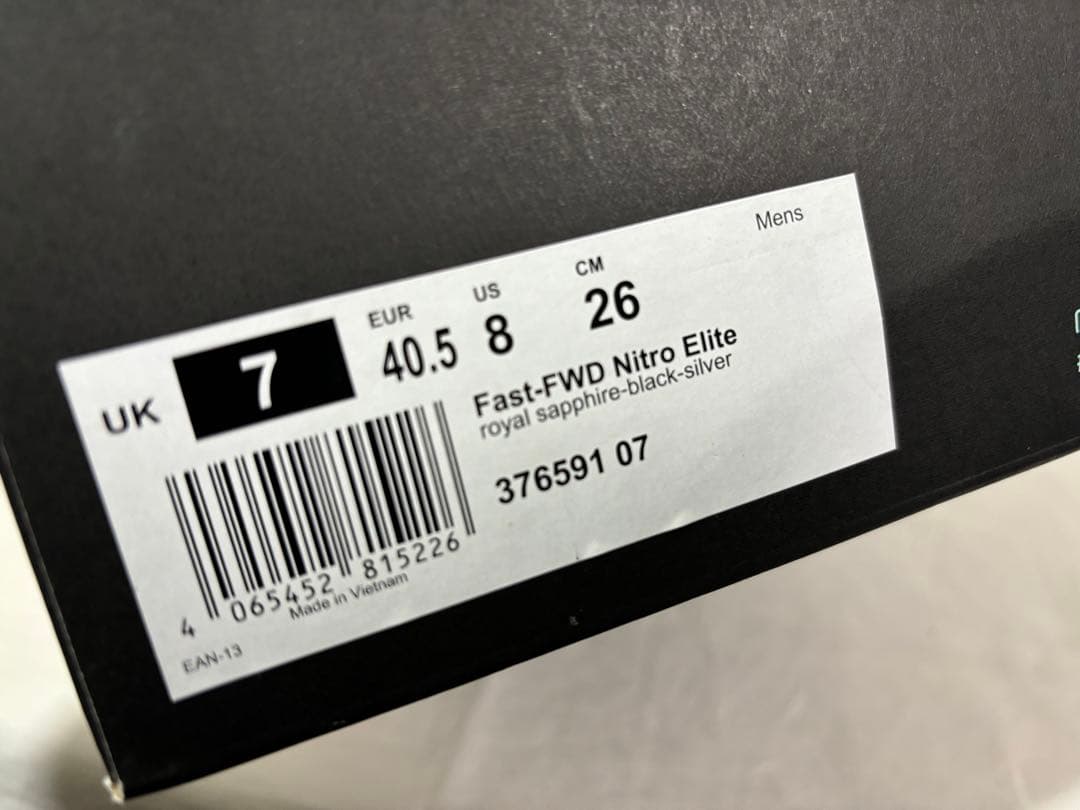 Mens
UK 7 EUR 40.5 US 8 CM 26
Fast-FWD Nitro Elite
royal sapphire-black-silver
376591 07
4 065452 815226
Made in Vietnam
EAN-13